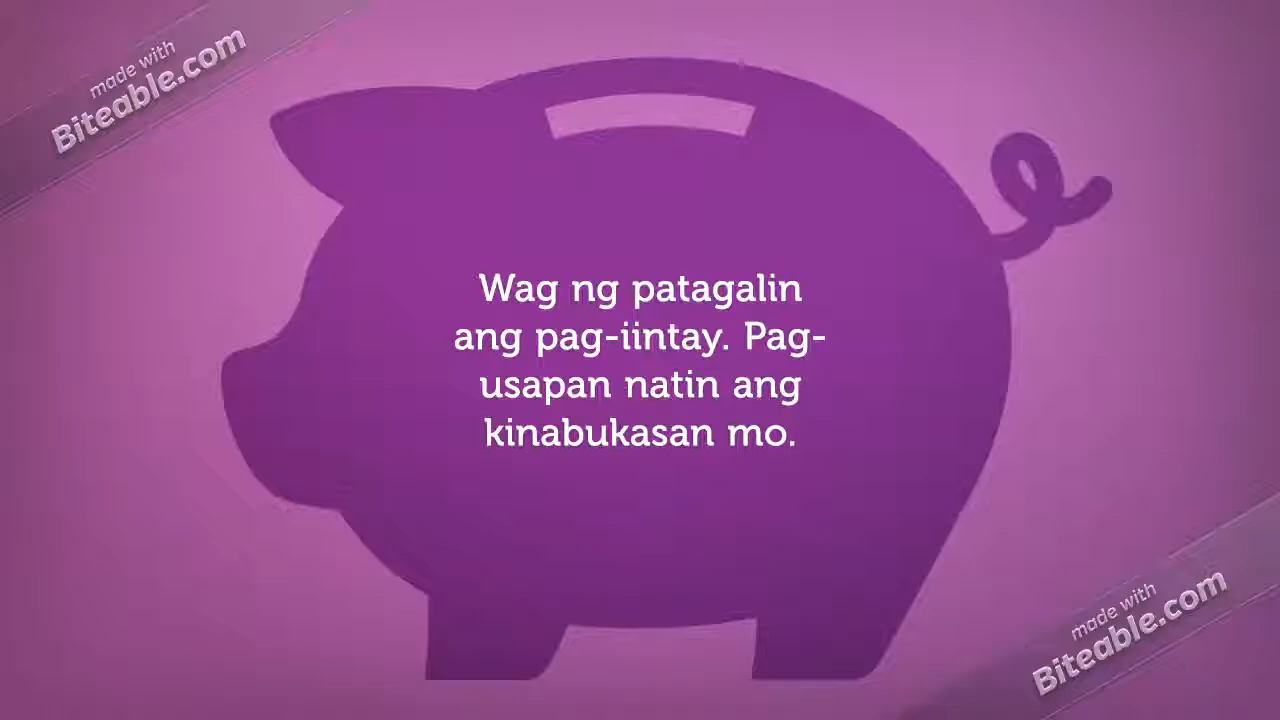 made with
Biteable.com
Wag ng patagalin
ang pag-iintay. Pag-
usapan natin ang
kinabukasan mo.
made with
Biteable.com